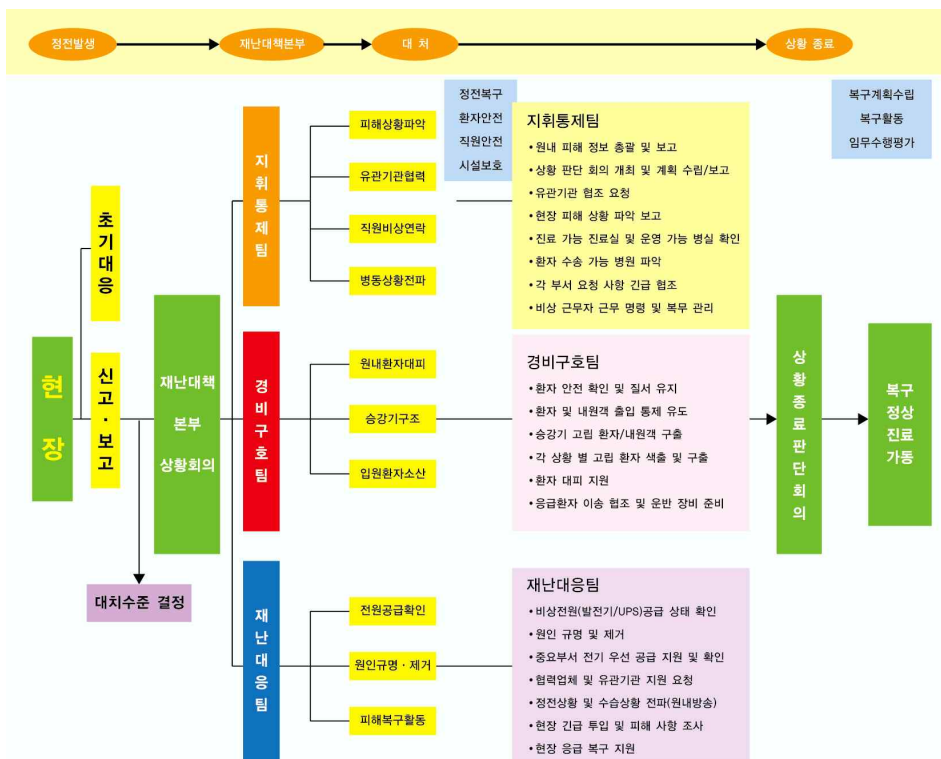 정전발생
재난대책본부
대 처
상황 종료
정전복구
환자안전
직원안전
시설보호
복구계획수립
복구활동
임무수행평가
현장
초기대응
신고·보고
대치수준 결정
재난대책
본부
상황회의
지휘통제팀
피해상황파악
유관기관협력
직원비상연락
병동상황전파
지휘통제팀
•원내 피해 정보 총괄 및 보고
•상황 판단 회의 개최 및 계획 수립/보고
•유관기관 협조 요청
•현장 피해 상황 파악 보고
•진료 가능 진료실 및 운영 가능 병실 확인
•환자 수송 가능 병원 파악
•각 부서 요청 사항 긴급 협조
•비상 근무자 근무 명령 및 복무 관리
경비구호팀
원내환자대피
승강기구조
입원환자소산
경비구호팀
•환자 안전 확인 및 질서 유지
•환자 및 내원객 출입 통제 유도
•승강기 고립 환자/내원객 구출
•각 상황 별 고립 환자 색출 및 구출
•환자 대피 지원
•응급환자 이송 협조 및 운반 장비 준비
재난대응팀
전원공급확인
원인규명·제거
피해복구활동
재난대응팀
•비상전원(발전기/UPS)공급 상태 확인
•원인 규명 및 제거
•중요부서 전기 우선 공급 지원 및 확인
•협력업체 및 유관기관 지원 요청
•정전상황 및 수습상황 전파(원내방송)
•현장 긴급 투입 및 피해 사항 조사
•현장 응급 복구 지원
상황종료판단회의
복구
정상
진료
가동